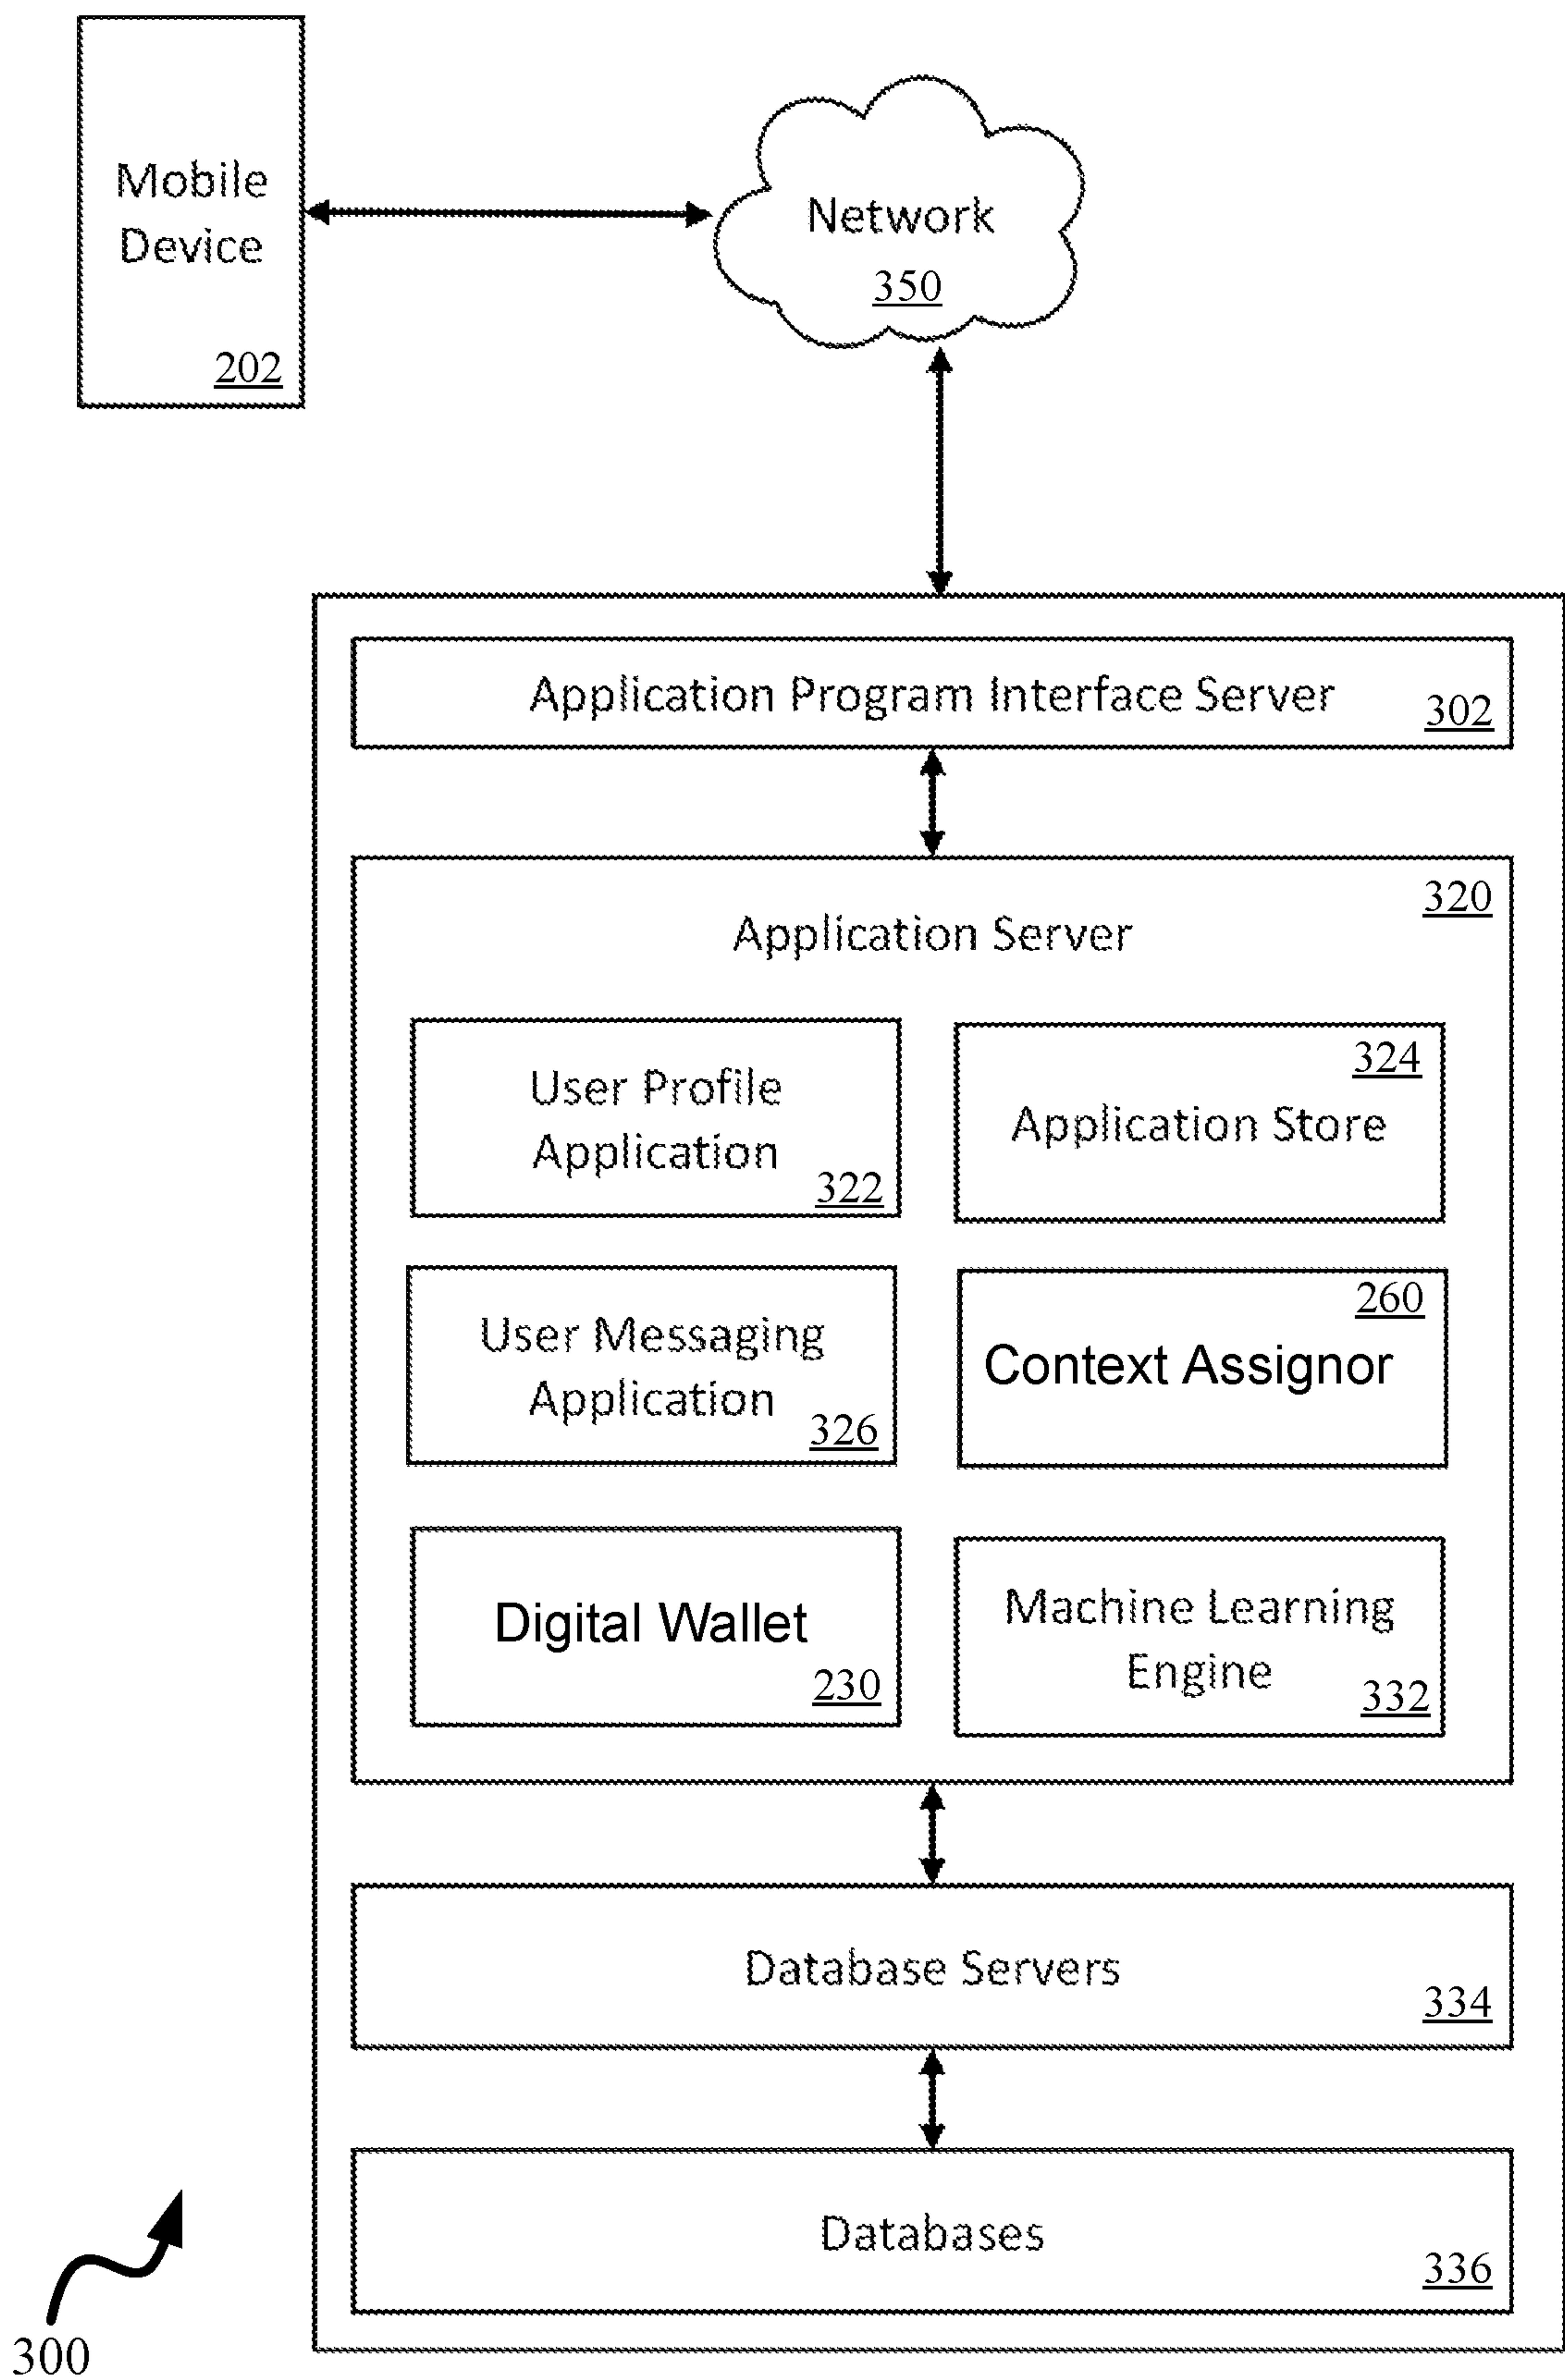 Mobile
Device
202
Network
350
Application Program Interface Server
302
320
Application Server
User Profile
Application
322
324
Application Store
User Messaging
Application
326
260
Context Assignor
Digital Wallet
230
Machine Learning
Engine
332
Database Servers
334
Databases
336
300